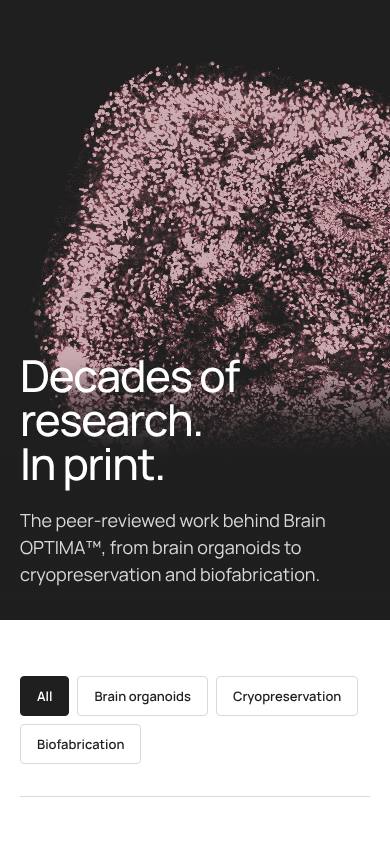 Decades of
research.
In print.
The peer-reviewed work behind Brain
OPTIMA™, from brain organoids to
cryopreservation and biofabrication.
All
Brain organoids
Cryopreservation
Biofabrication